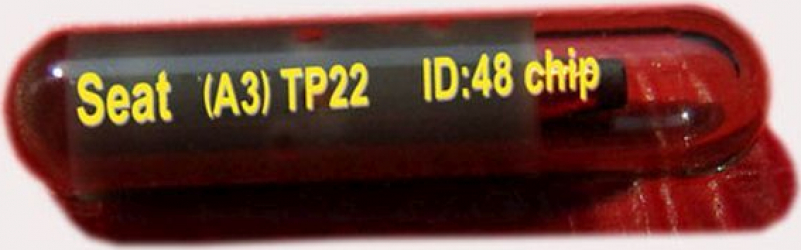 Seat (A3) TP22 ID:48 chip